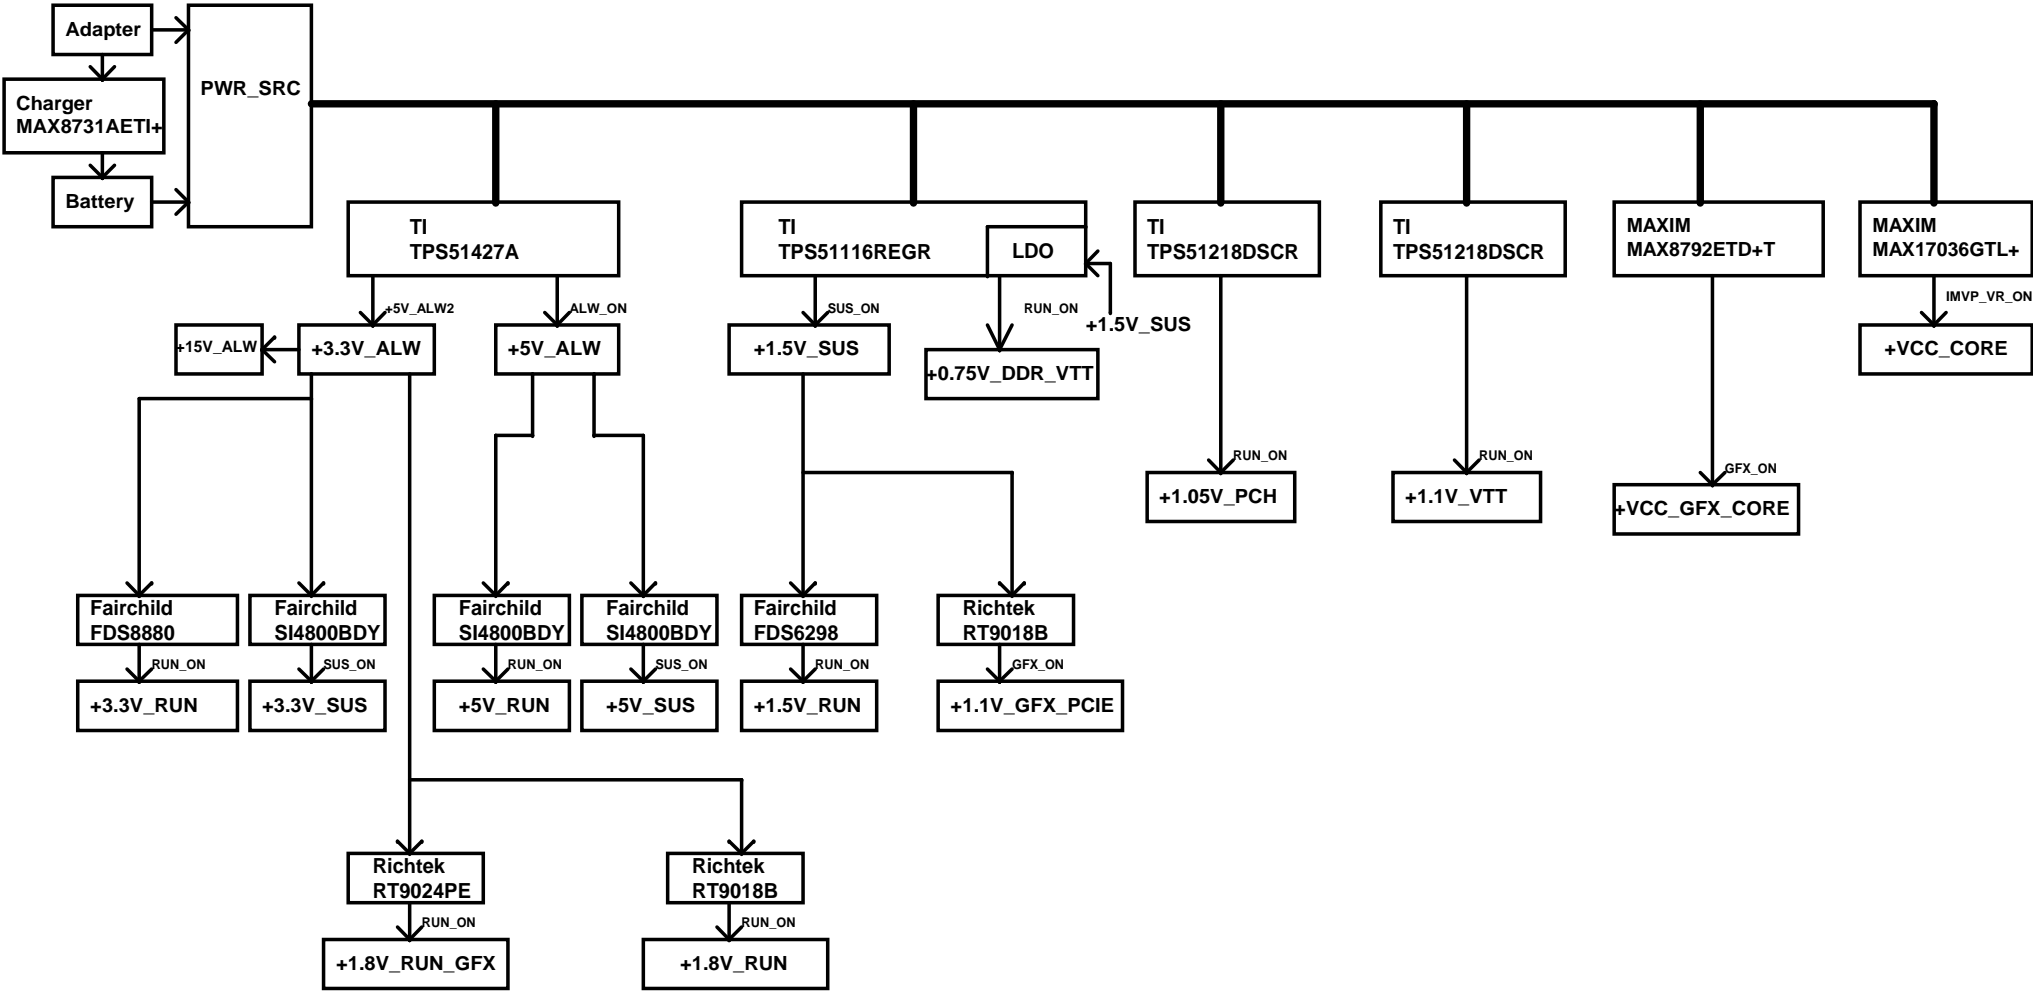 Adapter
PWR_SRC
Charger
MAX8731AETI+
Battery
TI
TPS51427A
TI
TPS51116REGR
LDO
TI
TPS51218DSCR
TI
TPS51218DSCR
MAXIM
MAX8792ETD+T
MAXIM
MAX17036GTL+
+5V_ALW2
ALW_ON
SUS_ON
RUN_ON
+1.5V_SUS
IMVP_VR_ON
+15V_ALW
+3.3V_ALW
+5V_ALW
+1.5V_SUS
+0.75V_DDR_VTT
+VCC_CORE
RUN_ON
+1.05V_PCH
RUN_ON
+1.1V_VTT
GFX_ON
+VCC_GFX_CORE
Fairchild
FDS8880
Fairchild
SI4800BDY
Fairchild
SI4800BDY
Fairchild
SI4800BDY
Fairchild
FDS6298
Richtek
RT9018B
RUN_ON
SUS_ON
RUN_ON
SUS_ON
RUN_ON
GFX_ON
+3.3V_RUN
+3.3V_SUS
+5V_RUN
+5V_SUS
+1.5V_RUN
+1.1V_GFX_PCIE
Richtek
RT9024PE
Richtek
RT9018B
RUN_ON
RUN_ON
+1.8V_RUN_GFX
+1.8V_RUN